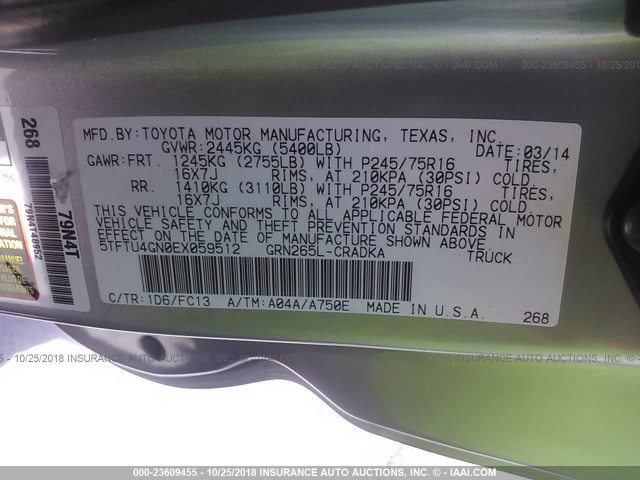 MFD.BY:TOYOTA MOTOR MANUFACTURING, TEXAS, INC.
GVWR:2445KG (5400LB) DATE:03/14
GAWR:FRT. 1245KG (2755LB) WITH P245/75R16 TIRES,
16X7J RIMS, AT 210KPA (30PSI) COLD
RR. 1410KG (3110LB) WITH P245/75R16 TIRES,
16X7J RIMS, AT 210KPA (30PSI) COLD
THIS VEHICLE CONFORMS TO ALL APPLICABLE FEDERAL MOTOR
VEHICLE SAFETY AND THEFT PREVENTION STANDARDS IN
EFFECT ON THE DATE OF MANUFACTURE SHOWN ABOVE.
5TFTU4GN0EX059512 GRN265L-CRADKA TRUCK
C/TR:1D6/FC13 A/TM:A04A/A750E MADE IN U.S.A.
268
268
79N4T
79N4T48952
000-23609455 - 10/25/2018 INSURANCE AUTO AUCTIONS, INC. - © - IAAI.COM